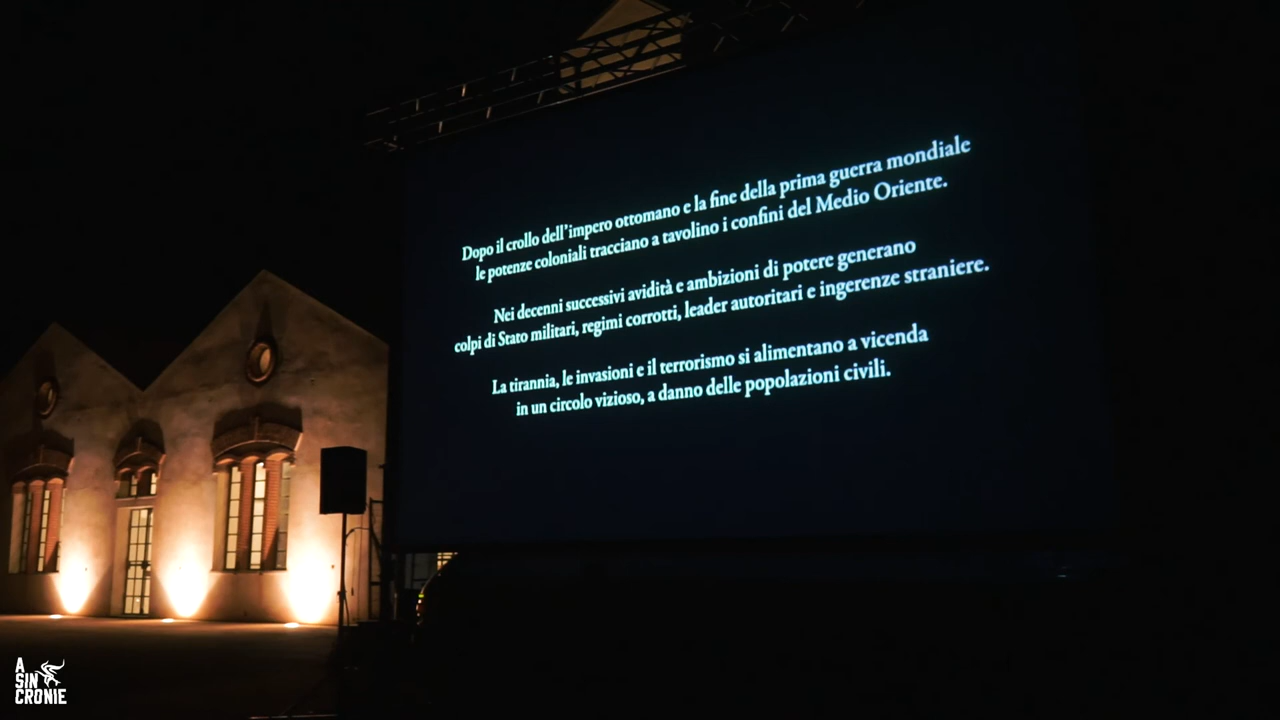 Dopo il crollo dell'impero ottomano e la fine della prima guerra mondiale
le potenze coloniali tracciano a tavolino i confini del Medio Oriente.
Nei decenni successivi avidità e ambizioni di potere generano
colpi di Stato militari, regimi corrotti, leader autoritari e ingerenze straniere.
La tirannia, le invasioni e il terrorismo si alimentano a vicenda
in un circolo vizioso, a danno delle popolazioni civili.
A
SIN
CRONIE